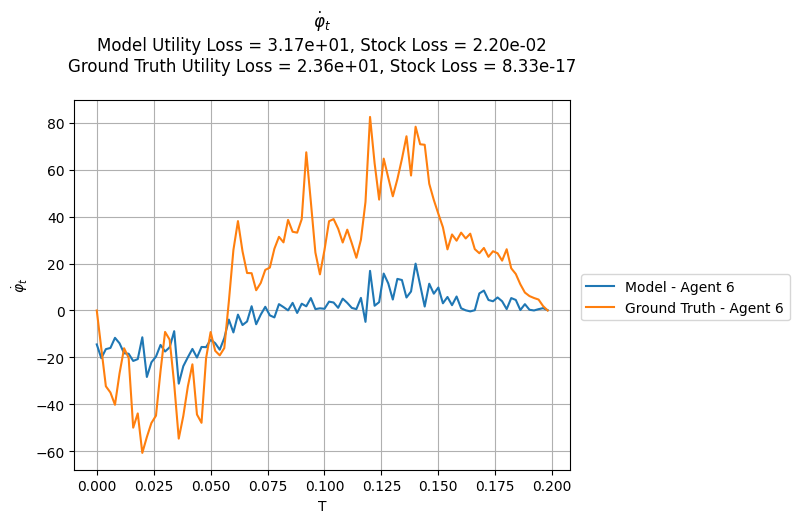 φ̇ₜ
Model Utility Loss = 3.17e+01, Stock Loss = 2.20e-02
Ground Truth Utility Loss = 2.36e+01, Stock Loss = 8.33e-17
80
60
40
20
0
−20
−40
−60
φ̇ₜ
0.000
0.025
0.050
0.075
0.100
0.125
0.150
0.175
0.200
T
Model - Agent 6
Ground Truth - Agent 6